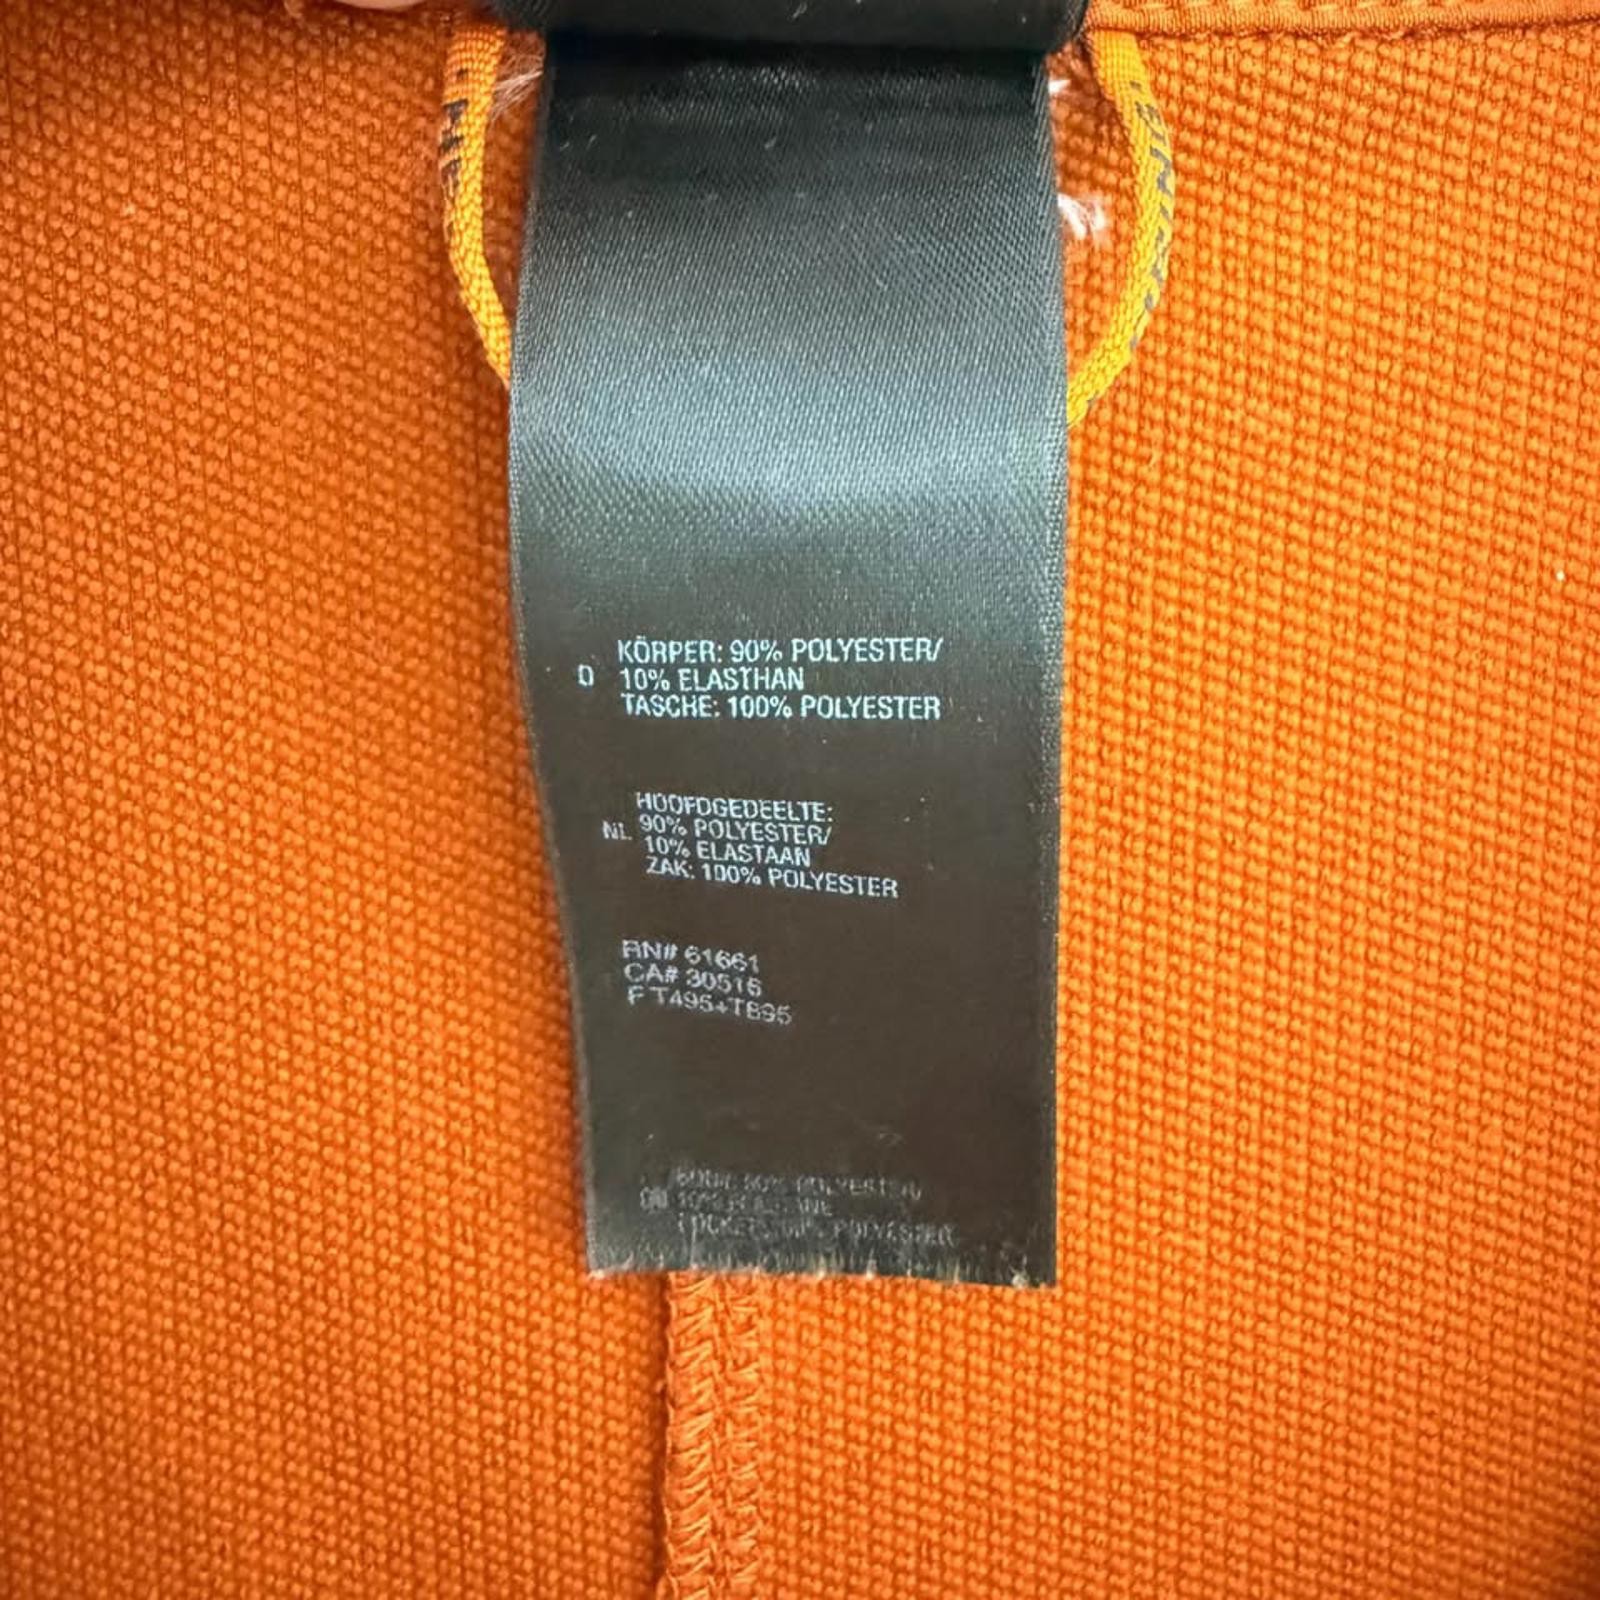 D
KÖRPER: 90% POLYESTER/
10% ELASTHAN
TASCHE: 100% POLYESTER
NL
HOOFDGEDEELTE:
90% POLYESTER/
10% ELASTAAN
ZAK: 100% POLYESTER
RN# 61661
CA# 30516
F T495+T895